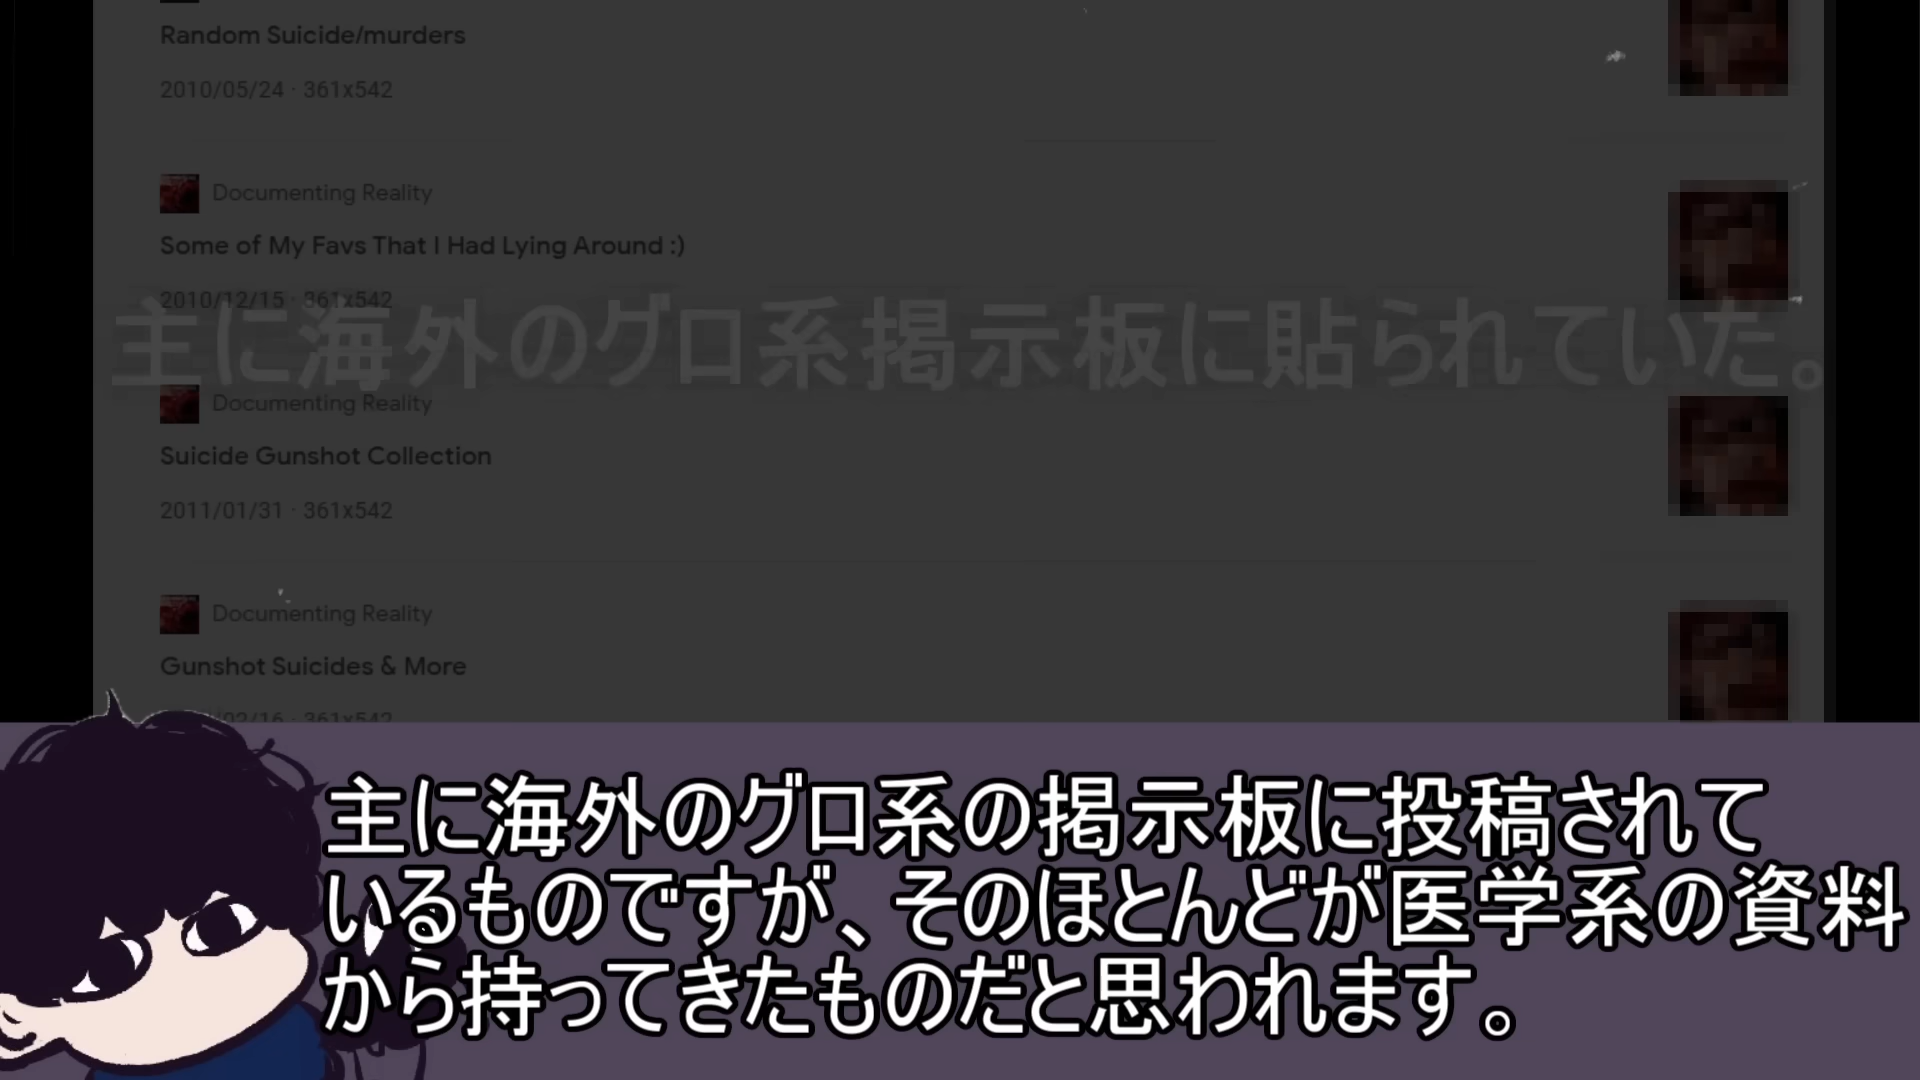 Random Suicide/murders
2010/05/24 · 361x542
Documenting Reality
Some of My Favs That I Had Lying Around :)
2010/12/15 · 361x542
主に海外のグロ系掲示板に貼られていた。
Documenting Reality
Suicide Gunshot Collection
2011/01/31 · 361x542
Documenting Reality
Gunshot Suicides & More
/02/16 · 361x542
主に海外のグロ系の掲示板に投稿されて
いるものですが、そのほとんどが医学系の資料
から持ってきたものだと思われます。